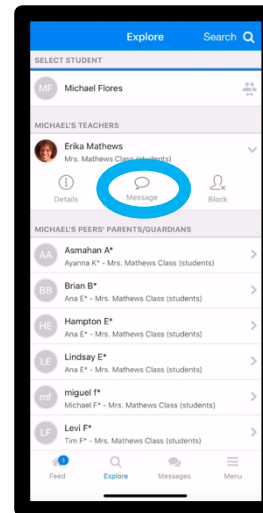 Explore Search
SELECT STUDENT
MF Michael Flores
MICHAEL'S TEACHERS
Erika Mathews
Mrs. Mathews Class (students)
Details Message Block
MICHAEL'S PEERS' PARENTS/GUARDIANS
AA Asmahan A*
Ayanna K* - Mrs. Mathews Class (students)
BB Brian B*
Ana E* - Mrs. Mathews Class (students)
HE Hampton E*
Ana E* - Mrs. Mathews Class (students)
LE Lindsay E*
Ana E* - Mrs. Mathews Class (students)
mf miguel f*
Michael F* - Mrs. Mathews Class (students)
LF Levi F*
Tim F* - Mrs. Mathews Class (students)
1
Feed Explore Messages Menu